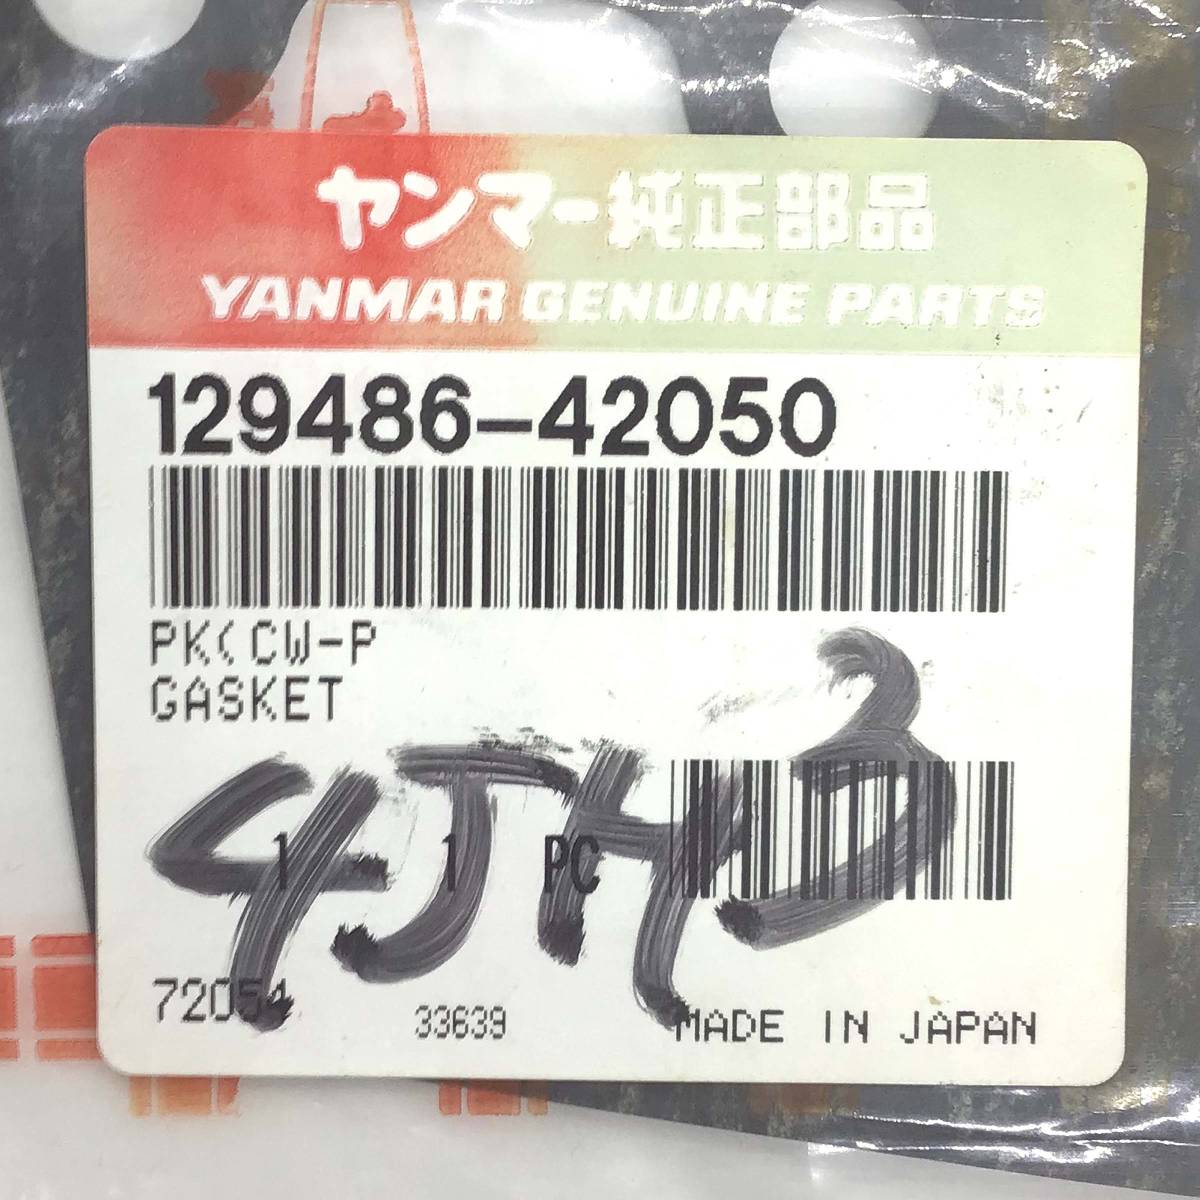 ヤンマー純正部品
YANMAR GENUINE PARTS
129486-42050
PK(CW-P
GASKET
4JH3
1 1 PC
72054
33639 MADE IN JAPAN